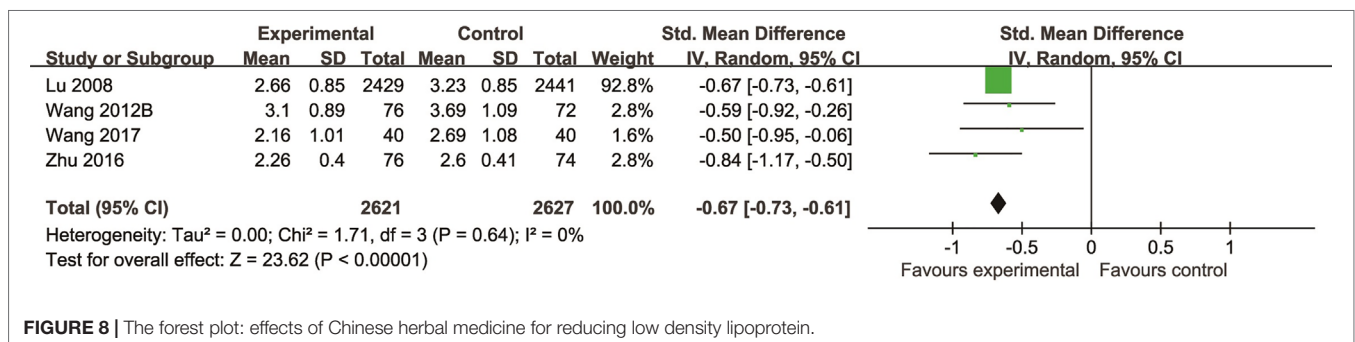 Experimental Control Std. Mean Difference Std. Mean Difference
Study or Subgroup Mean SD Total Mean SD Total Weight IV, Random, 95% CI IV, Random, 95% CI
Lu 2008 2.66 0.85 2429 3.23 0.85 2441 92.8% -0.67 [-0.73, -0.61]
Wang 2012B 3.1 0.89 76 3.69 1.09 72 2.8% -0.59 [-0.92, -0.26]
Wang 2017 2.16 1.01 40 2.69 1.08 40 1.6% -0.50 [-0.95, -0.06]
Zhu 2016 2.26 0.4 76 2.6 0.41 74 2.8% -0.84 [-1.17, -0.50]
Total (95% CI) 2621 2627 100.0% -0.67 [-0.73, -0.61]
Heterogeneity: Tau² = 0.00; Chi² = 1.71, df = 3 (P = 0.64); I² = 0%
Test for overall effect: Z = 23.62 (P < 0.00001)
-1 -0.5 0 0.5 1
Favours experimental Favours control
FIGURE 8 | The forest plot: effects of Chinese herbal medicine for reducing low density lipoprotein.